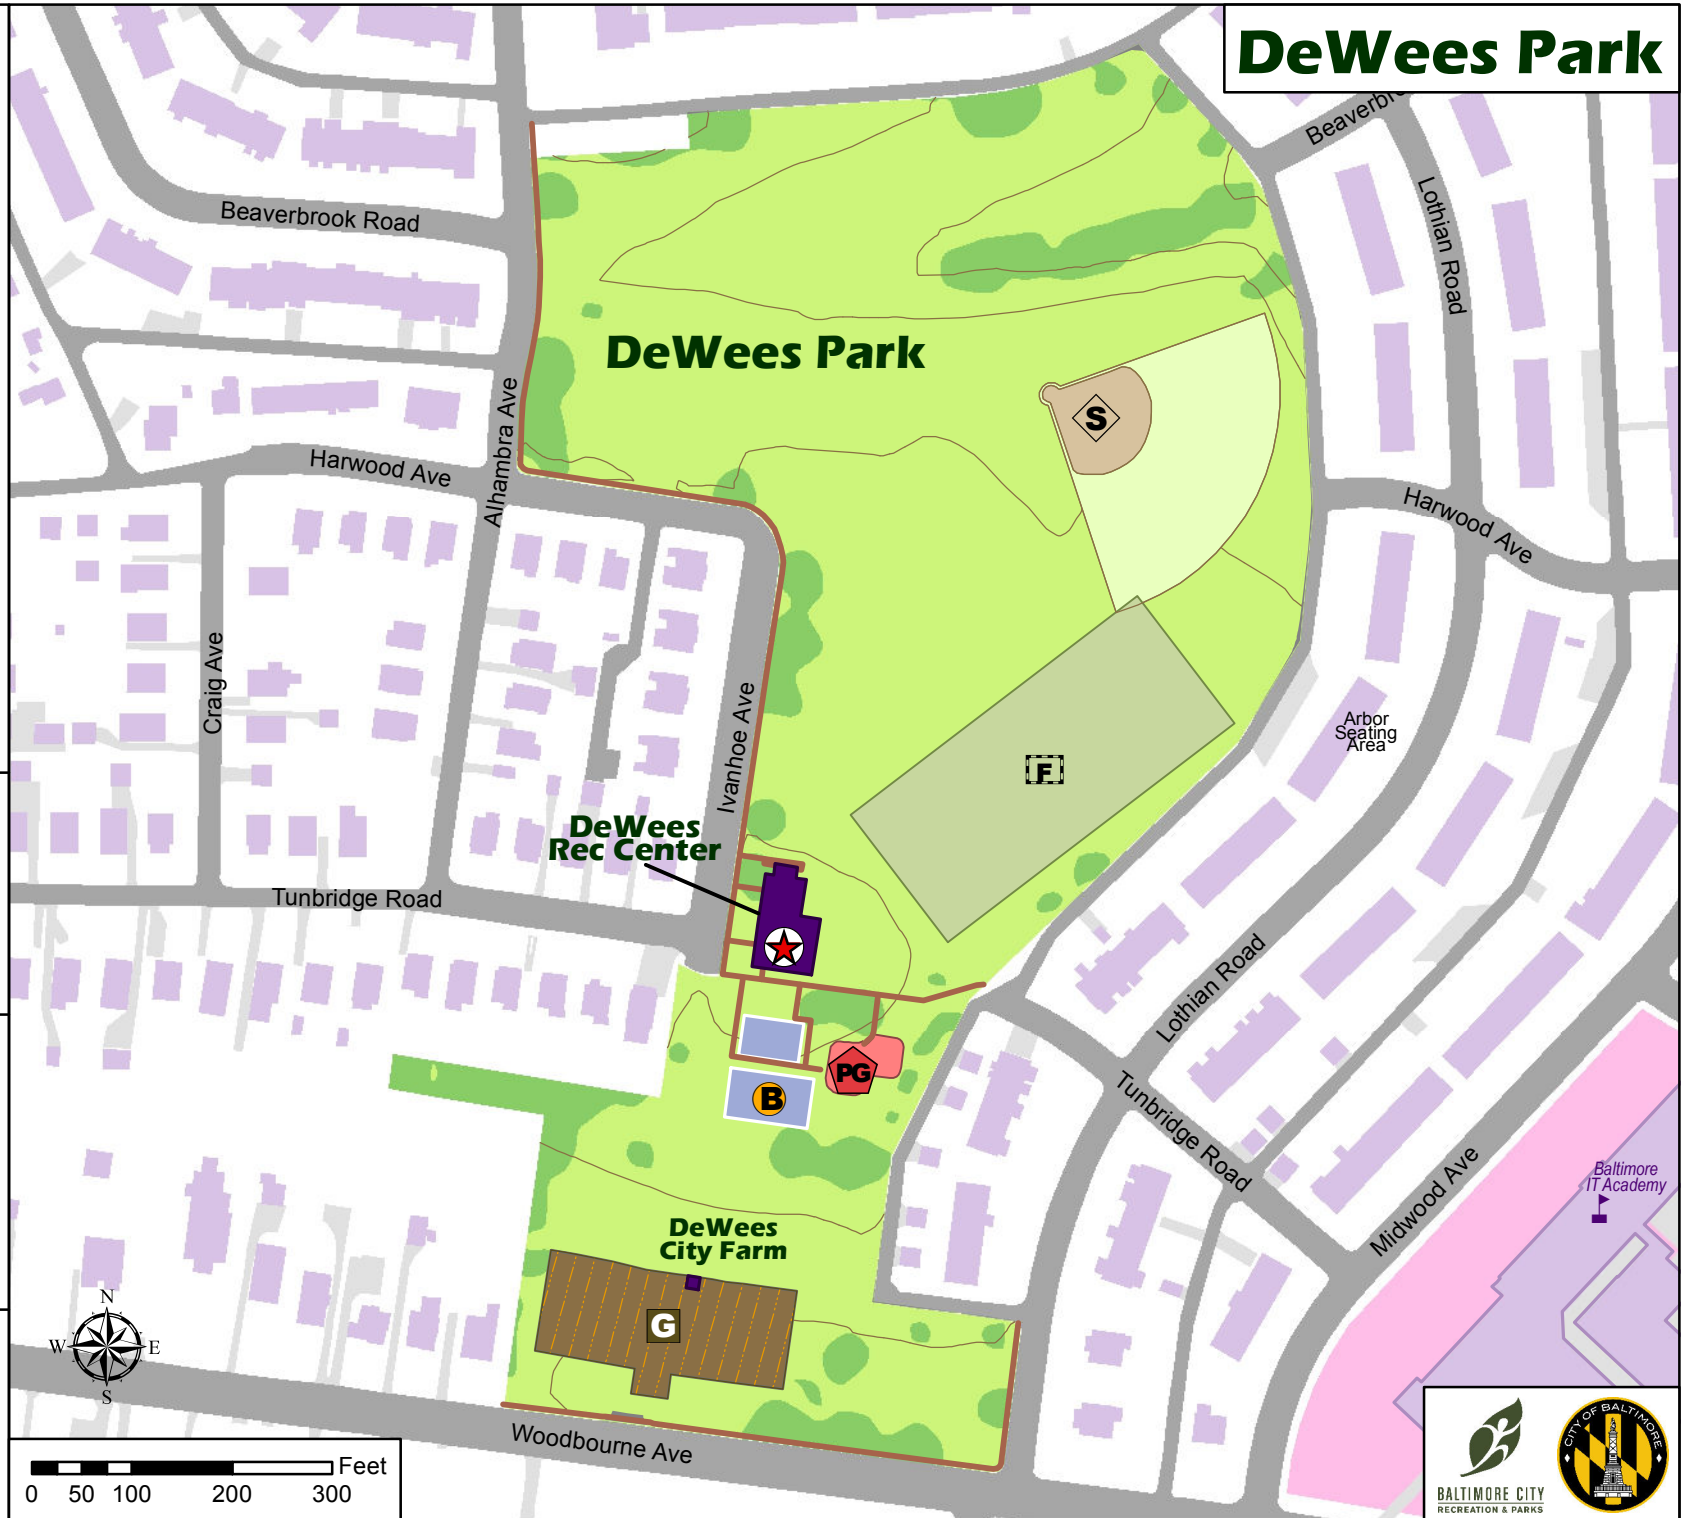 DeWees Park
Beaverbro
Lothian Road
Beaverbrook Road
DeWees Park
S
Alhambra Ave
Harwood Ave
Harwood Ave
Craig Ave
Ivanhoe Ave
Arbor
Seating
Area
F
DeWees
Rec Center
Tunbridge Road
Lothian Road
PG
B
Tunbridge Road
Midwood Ave
Baltimore
IT Academy
DeWees
City Farm
G
N
W E
S
Woodbourne Ave
Feet
0 50 100 200 300
BALTIMORE CITY
RECREATION & PARKS
CITY OF BALTIMORE